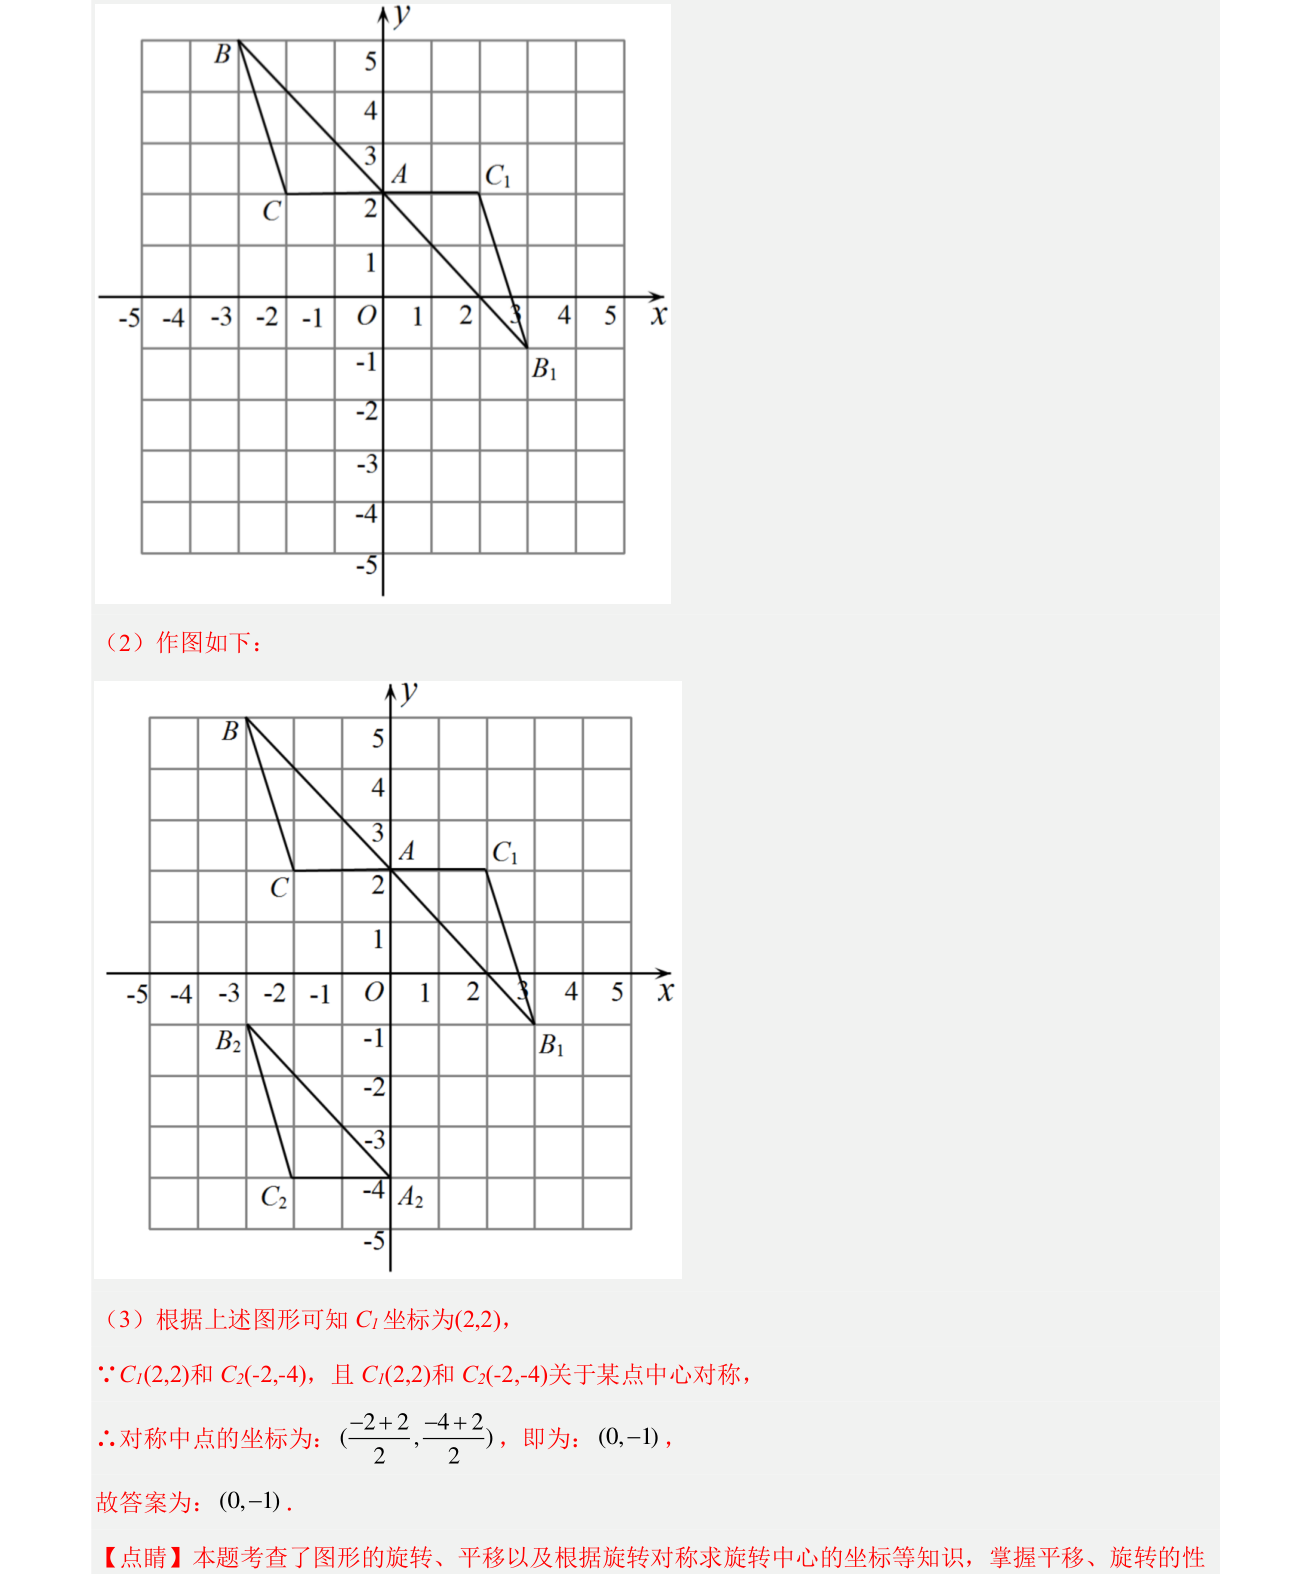 y
B
5
4
3
A
C₁
C
2
1
-5 -4 -3 -2 -1 O 1 2 3 4 5 x
-1
B₁
-2
-3
-4
-5
（2）作图如下：
y
B
5
4
3
A
C₁
C
2
1
-5 -4 -3 -2 -1 O 1 2 3 4 5 x
B₂
-1
B₁
-2
-3
C₂
-4
A₂
-5
（3）根据上述图形可知 C₁ 坐标为(2,2)，
∵C₁(2,2)和 C₂(-2,-4)，且 C₁(2,2)和 C₂(-2,-4)关于某点中心对称，
∴对称中点的坐标为：(\frac{−2+2}{2},\frac{−4+2}{2})，即为：(0,−1)，
故答案为：(0,−1)．
【点睛】本题考查了图形的旋转、平移以及根据旋转对称求旋转中心的坐标等知识，掌握平移、旋转的性